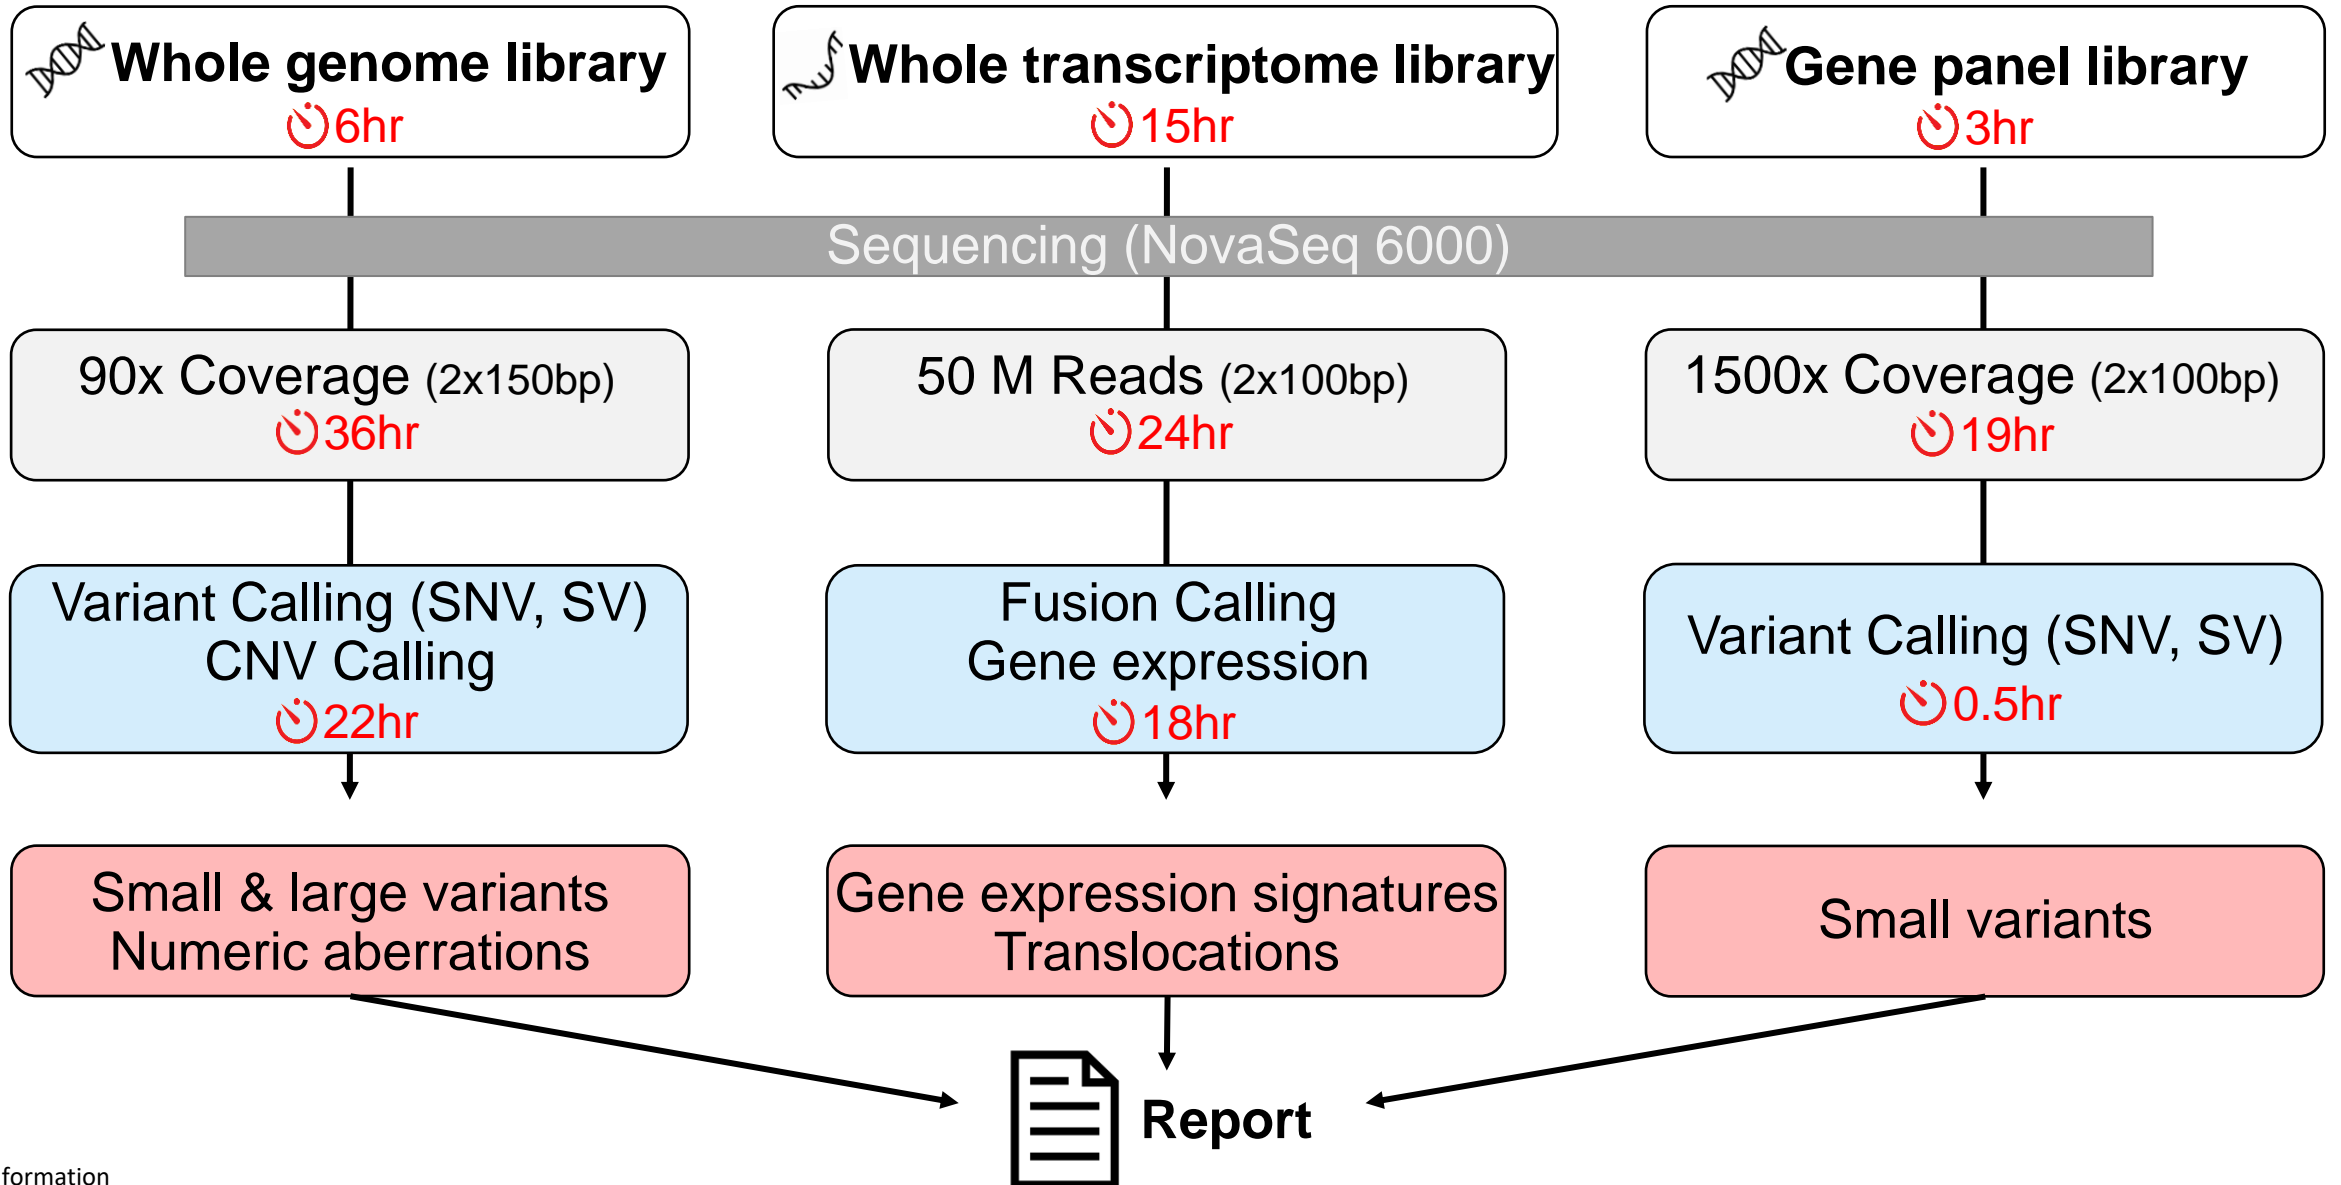 Whole genome library
6hr
Whole transcriptome library
15hr
Gene panel library
3hr
Sequencing (NovaSeq 6000)
90x Coverage (2x150bp)
36hr
50 M Reads (2x100bp)
24hr
1500x Coverage (2x100bp)
19hr
Variant Calling (SNV, SV)
CNV Calling
22hr
Fusion Calling
Gene expression
18hr
Variant Calling (SNV, SV)
0.5hr
Small & large variants
Numeric aberrations
Gene expression signatures
Translocations
Small variants
Report
formation